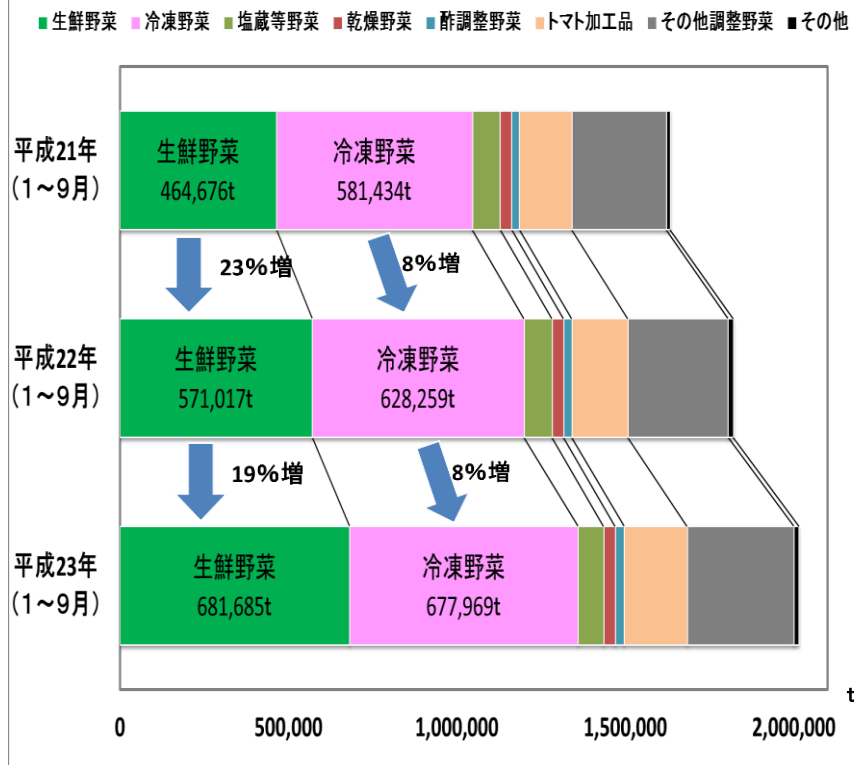 ■生鮮野菜 ■冷凍野菜 ■塩蔵等野菜 ■乾燥野菜 ■酢調整野菜 ■トマト加工品 ■その他調整野菜 ■その他
平成21年
(1～9月)
生鮮野菜
464,676t
冷凍野菜
581,434t
23%増
8%増
平成22年
(1～9月)
生鮮野菜
571,017t
冷凍野菜
628,259t
19%増
8%増
平成23年
(1～9月)
生鮮野菜
681,685t
冷凍野菜
677,969t
t
0 500,000 1,000,000 1,500,000 2,000,000